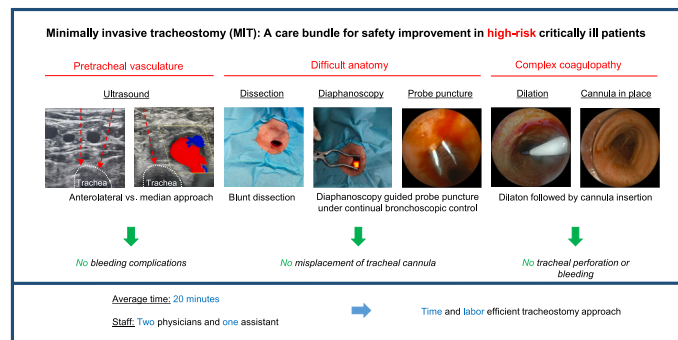 Minimally invasive tracheostomy (MIT): A care bundle for safety improvement in high-risk critically ill patients
Pretracheal vasculature
Difficult anatomy
Complex coagulopathy
Ultrasound
Dissection
Diaphanoscopy
Probe puncture
Dilation
Cannula in place
Trachea
Trachea
Anterolateral vs. median approach
Blunt dissection
Diaphanoscopy guided probe puncture
under continual bronchoscopic control
Dilaton followed by cannula insertion
No bleeding complications
No misplacement of tracheal cannula
No tracheal perforation or
bleeding
Average time: 20 minutes
Staff: Two physicians and one assistant
Time and labor efficient tracheostomy approach